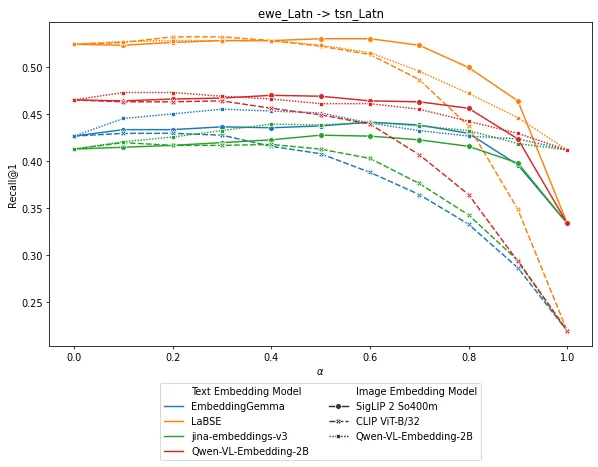 ewe_Latn -> tsn_Latn
Recall@1
0.50
0.45
0.40
0.35
0.30
0.25
0.0 0.2 0.4 0.6 0.8 1.0
α
Text Embedding Model Image Embedding Model
EmbeddingGemma SigLIP 2 So400m
LaBSE CLIP ViT-B/32
jina-embeddings-v3 Qwen-VL-Embedding-2B
Qwen-VL-Embedding-2B